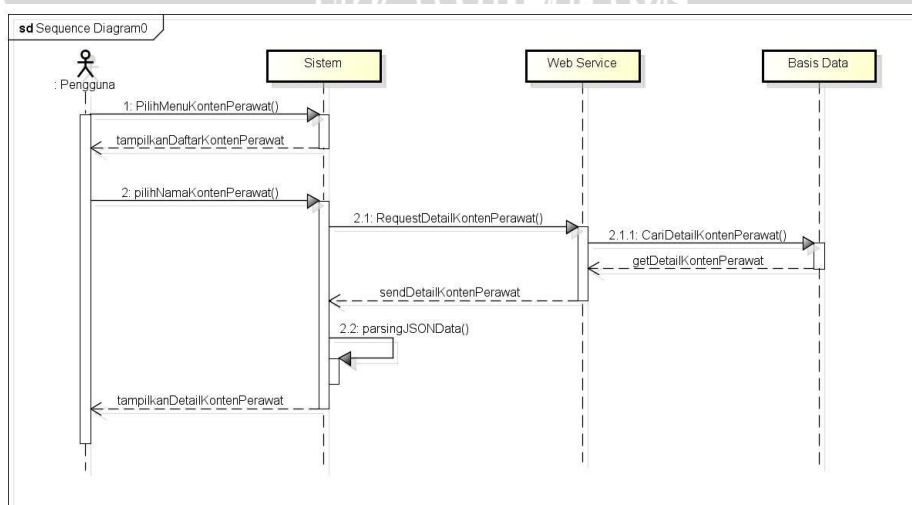 sd Sequence Diagram0
: Pengguna
Sistem
Web Service
Basis Data
1: PilihMenuKontenPerawat()
tampilkanDaftarKontenPerawat
2: pilihNamaKontenPerawat()
2.1: RequestDetailKontenPerawat()
2.1.1: CariDetailKontenPerawat()
getDetailKontenPerawat
sendDetailKontenPerawat
2.2: parsingJSONData()
tampilkanDetailKontenPerawat